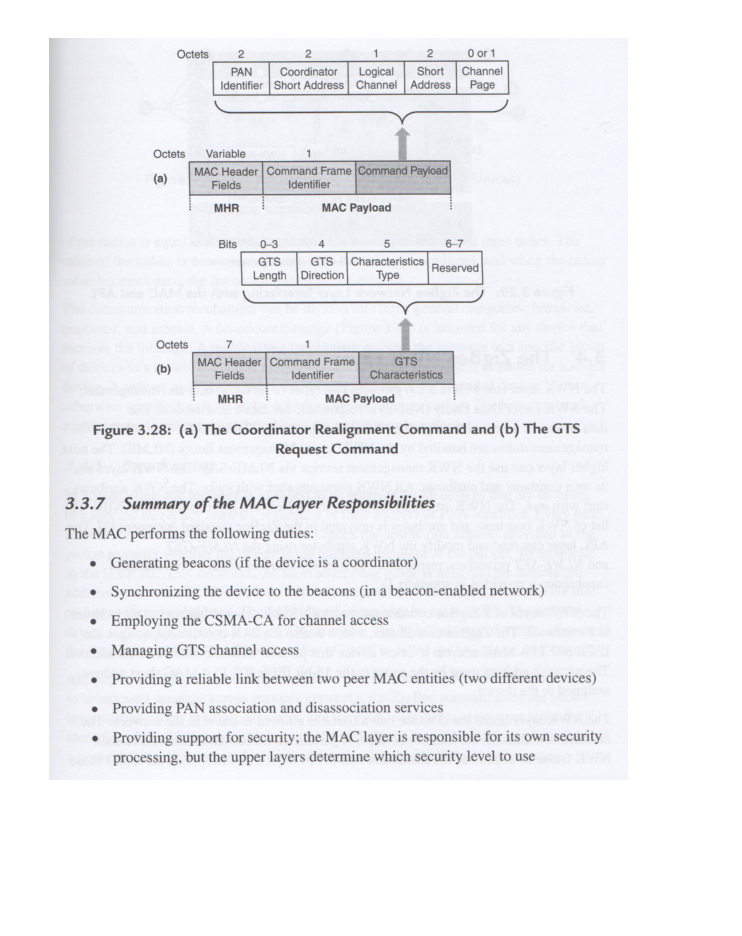 Octets 2 2 1 2 0 or 1
PAN Identifier Coordinator Short Address Logical Channel Short Address Channel Page
Octets Variable 1
(a) MAC Header Fields Command Frame Identifier Command Payload
MHR MAC Payload
Bits 0–3 4 5 6–7
GTS Length GTS Direction Characteristics Type Reserved
Octets 7 1
(b) MAC Header Fields Command Frame Identifier GTS Characteristics
MHR MAC Payload
Figure 3.28: (a) The Coordinator Realignment Command and (b) The GTS
Request Command
3.3.7 Summary of the MAC Layer Responsibilities
The MAC performs the following duties:
• Generating beacons (if the device is a coordinator)
• Synchronizing the device to the beacons (in a beacon-enabled network)
• Employing the CSMA-CA for channel access
• Managing GTS channel access
• Providing a reliable link between two peer MAC entities (two different devices)
• Providing PAN association and disassociation services
• Providing support for security; the MAC layer is responsible for its own security
processing, but the upper layers determine which security level to use